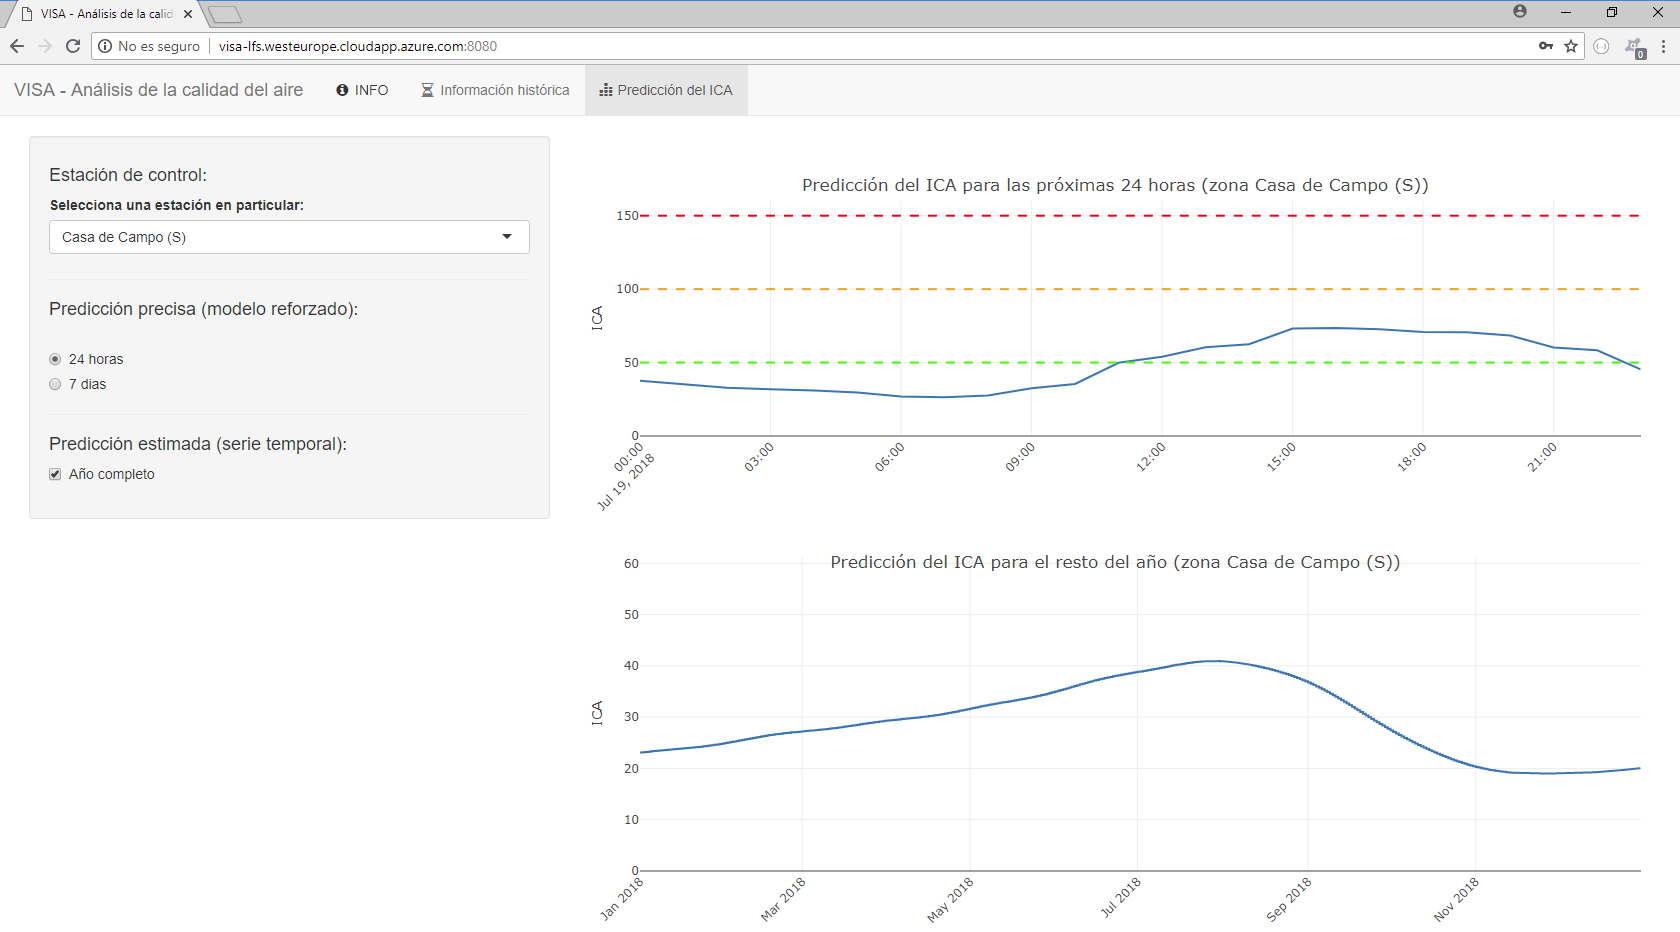 VISA - Análisis de la calid
No es seguro | visa-lfs.westeurope.cloudapp.azure.com:8080
0
VISA - Análisis de la calidad del aire
INFO
Información histórica
Predicción del ICA
Estación de control:
Selecciona una estación en particular:
Casa de Campo (S)
Predicción precisa (modelo reforzado):
24 horas
7 dias
Predicción estimada (serie temporal):
Año completo
Predicción del ICA para las próximas 24 horas (zona Casa de Campo (S))
150
100
50
0
ICA
00:00
Jul 19, 2018
03:00
06:00
09:00
12:00
15:00
18:00
21:00
Predicción del ICA para el resto del año (zona Casa de Campo (S))
60
50
40
30
20
10
0
ICA
Jan 2018
Mar 2018
May 2018
Jul 2018
Sep 2018
Nov 2018